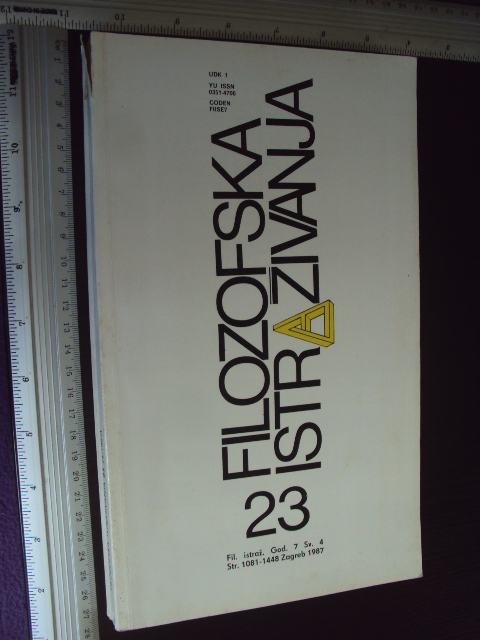 UDK 1
YU ISSN
0351-4706
CODEN
FIISE7
FILOZOFSKA
ISTRAŽIVANJA
23
Fil. istraž. God. 7 Sv. 4
Str. 1081-1448 Zagreb 1987